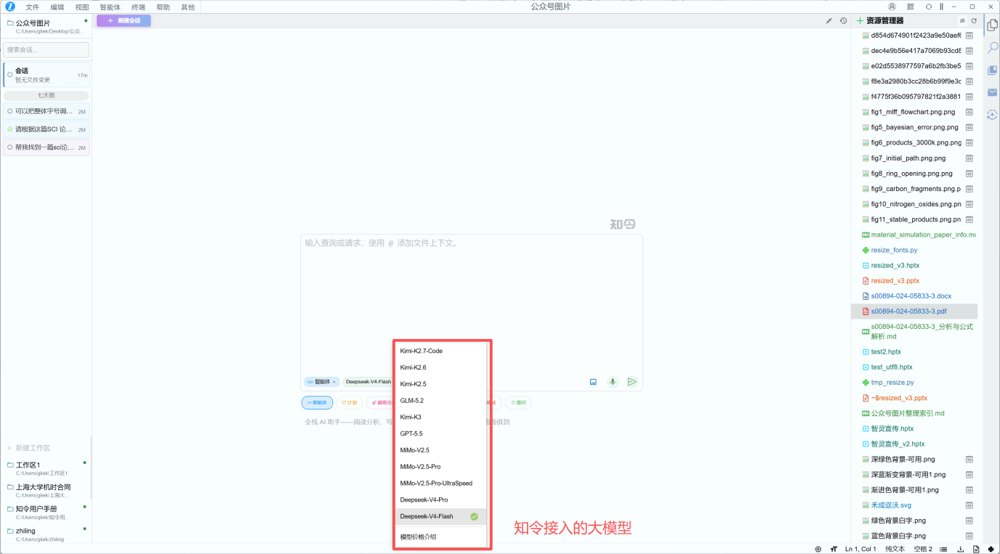 文件 编辑 视图 智能体 终端 帮助 其他
公众号图片
公众号图片
C:/Users/gliek/Desktop/公众...
搜索会话...
会话
17m
暂无文件变更
七天前
可以把整体字号调... 2M
请根据这篇SCI 论... 2M
帮我找到一篇sci论... 2M
新建工作区
工作区1
C:/Users/gliek/工作区1
上海大学机时合同
C:/Users/gliek/上海大...
知令用户手册
C:/Users/gliek/知令用...
zhiling
C:/Users/gliek/zhiling
新建会话
知令
输入查询或请求，使用 @ 添加文件上下文。
智能体 Deepseek-V4-Flash
智能体 计划 超级任 提问
全栈 AI 助手——阅读分析、写 面面俱到
Kimi-K2.7-Code
Kimi-K2.6
Kimi-K2.5
GLM-5.2
Kimi-K3
GPT-5.5
MiMo-V2.5
MiMo-V2.5-Pro
MiMo-V2.5-Pro-UltraSpeed
Deepseek-V4-Pro
Deepseek-V4-Flash
模型价格介绍
知令接入的大模型
资源管理器
d854d674901f2423a9e50aef6
dec4e9b56e417a7069b93cd8
e02d5538977597a6b2fb3be5
f8e3a2980b3cc28b6b99f9e3c
f4775f36b095797821f2a3881
fig1_mlff_flowchart.png.png
fig5_bayesian_error.png.png
fig6_products_3000k.png.png
fig7_initial_path.png.png
fig8_ring_opening.png.png
fig9_carbon_fragments.png.p
fig10_nitrogen_oxides.png.pn
fig11_stable_products.png.pn
material_simulation_paper_info.md
resize_fonts.py
resized_v3.hptx
resized_v3.pptx
s00894-024-05833-3.docx
s00894-024-05833-3.pdf
s00894-024-05833-3_分析与公式
解析.md
test2.hptx
test_utf8.hptx
tmp_resize.py
~$resized_v3.pptx
公众号图片整理索引.md
智灵宣传.hptx
智灵宣传_v2.hptx
深绿色背景-可用.png
深蓝渐变背景-可用1.png
渐进色背景-可用1.png
禾成讴沃.svg
绿色背景白字.png
蓝色背景白字.png
Ln 1, Col 1 纯文本 空格 2